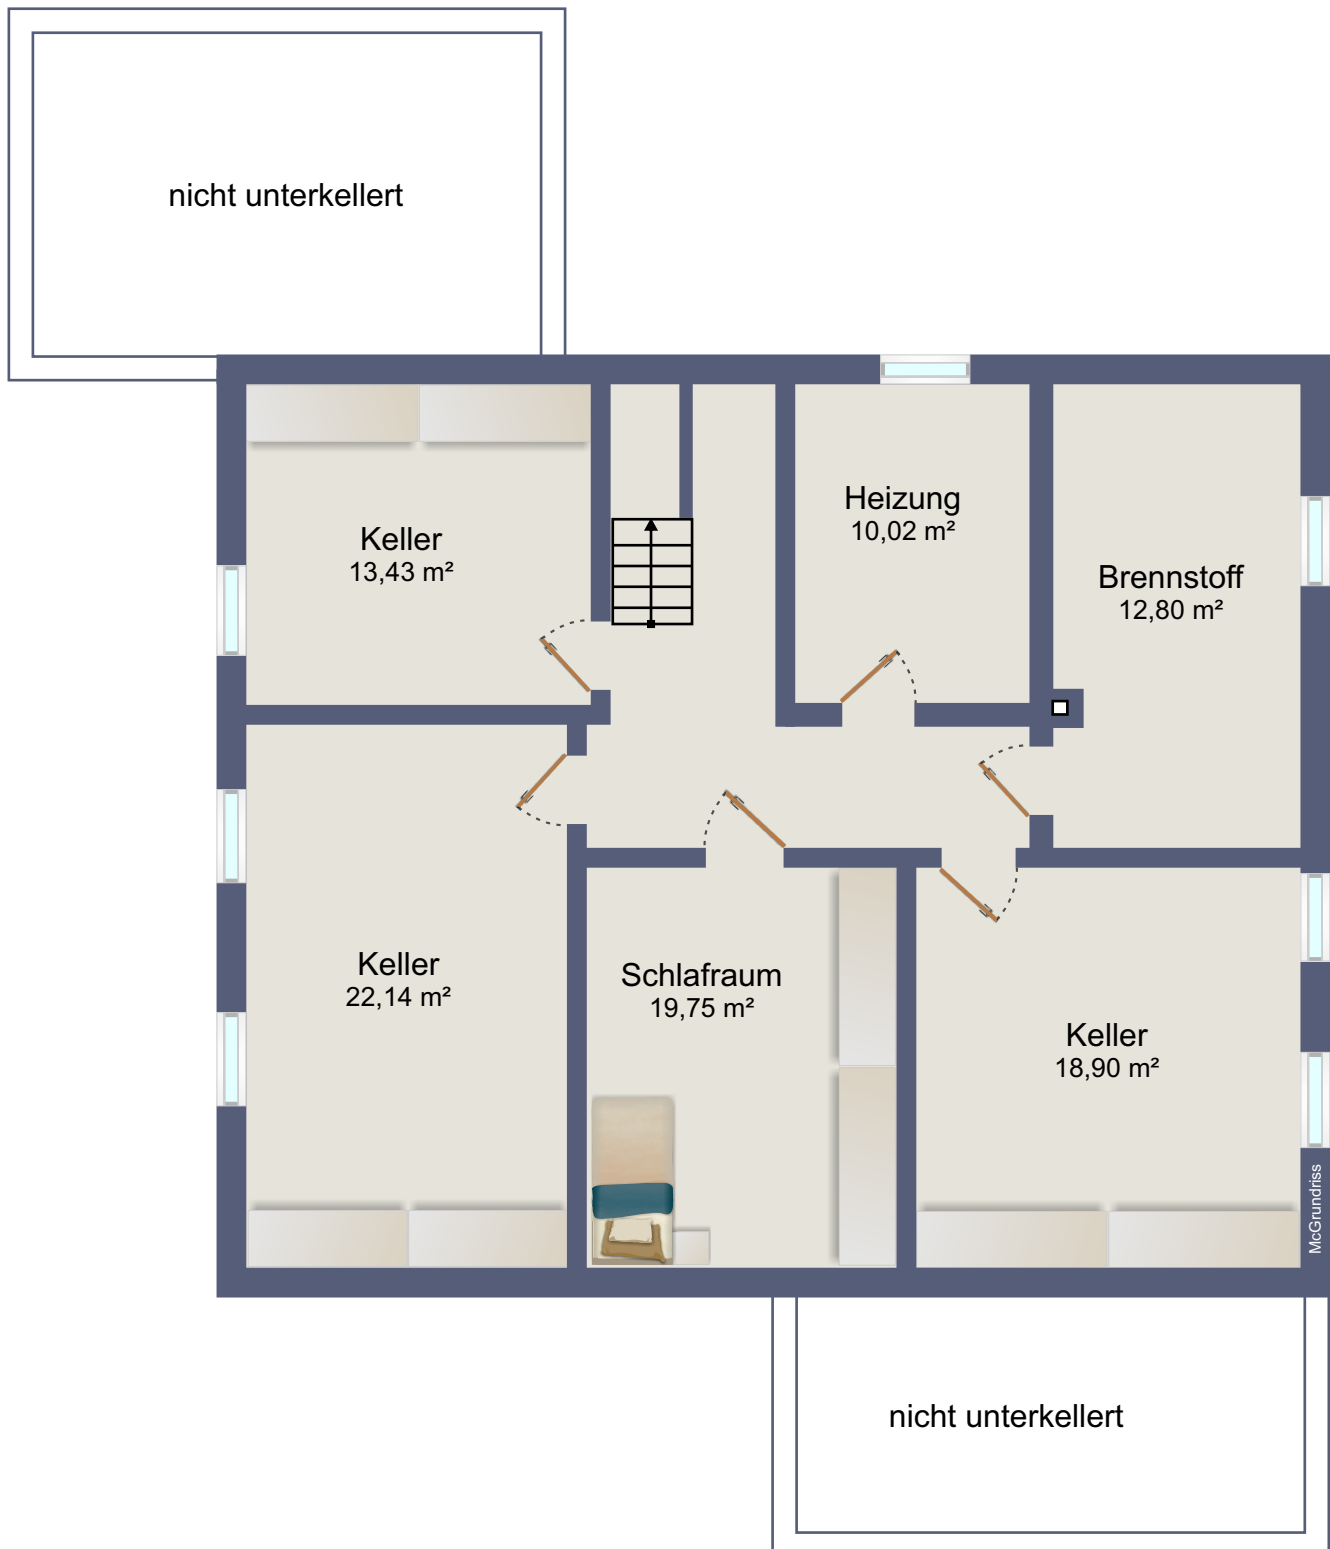 nicht unterkellert
Heizung
10,02 m²
Keller
13,43 m²
Brennstoff
12,80 m²
Keller
22,14 m²
Schlafraum
19,75 m²
Keller
18,90 m²
McGrundriss
nicht unterkellert